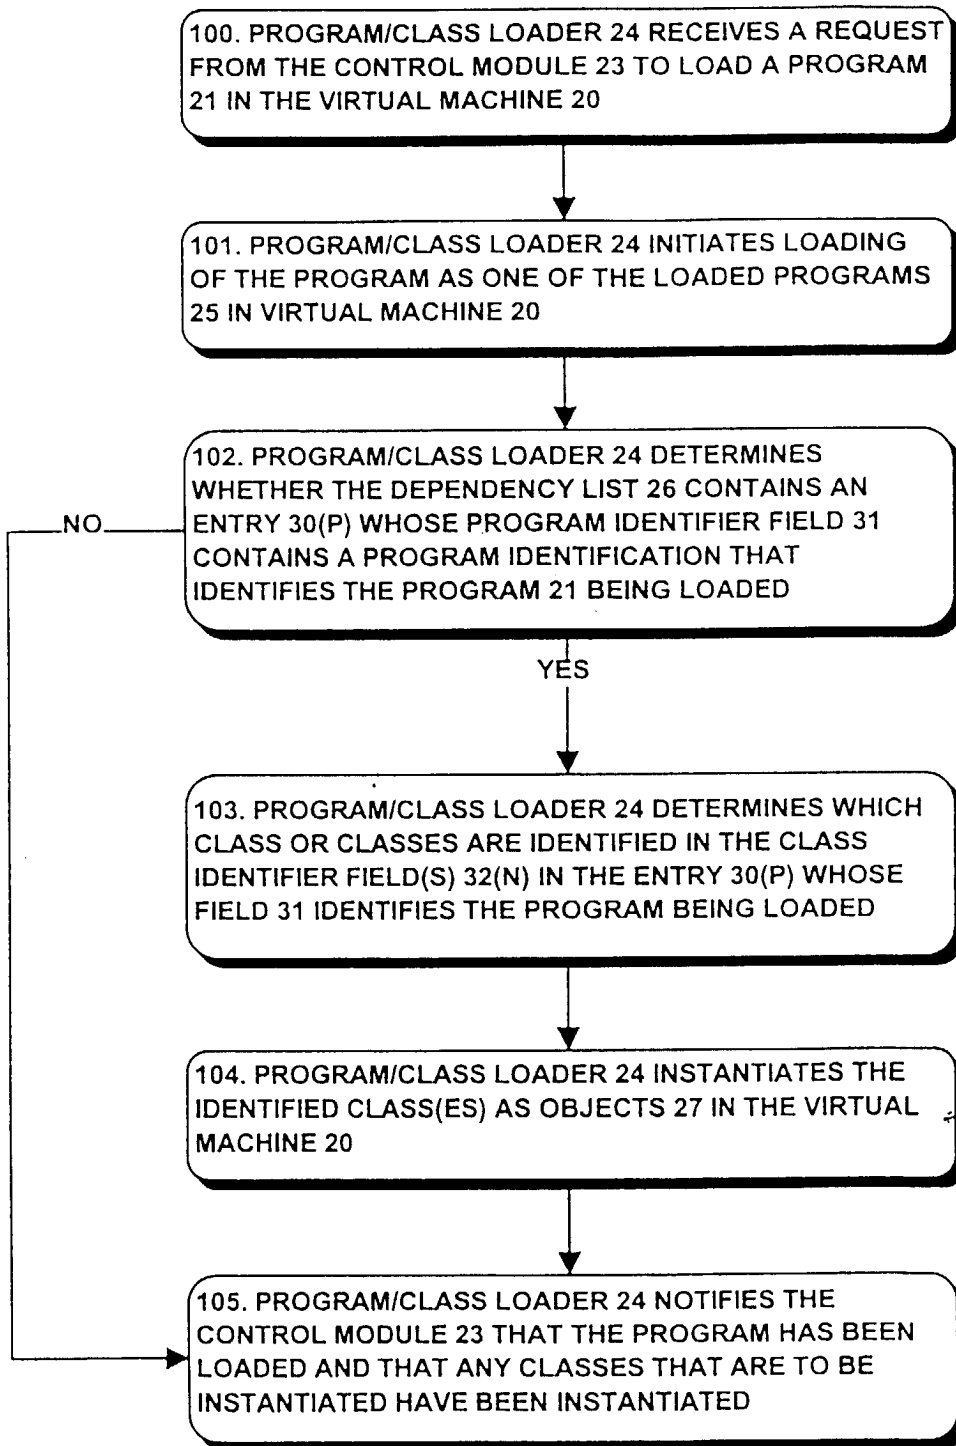 100. PROGRAM/CLASS LOADER 24 RECEIVES A REQUEST
FROM THE CONTROL MODULE 23 TO LOAD A PROGRAM
21 IN THE VIRTUAL MACHINE 20
101. PROGRAM/CLASS LOADER 24 INITIATES LOADING
OF THE PROGRAM AS ONE OF THE LOADED PROGRAMS
25 IN VIRTUAL MACHINE 20
102. PROGRAM/CLASS LOADER 24 DETERMINES
WHETHER THE DEPENDENCY LIST 26 CONTAINS AN
ENTRY 30(P) WHOSE PROGRAM IDENTIFIER FIELD 31
CONTAINS A PROGRAM IDENTIFICATION THAT
IDENTIFIES THE PROGRAM 21 BEING LOADED
NO
YES
103. PROGRAM/CLASS LOADER 24 DETERMINES WHICH
CLASS OR CLASSES ARE IDENTIFIED IN THE CLASS
IDENTIFIER FIELD(S) 32(N) IN THE ENTRY 30(P) WHOSE
FIELD 31 IDENTIFIES THE PROGRAM BEING LOADED
104. PROGRAM/CLASS LOADER 24 INSTANTIATES THE
IDENTIFIED CLASS(ES) AS OBJECTS 27 IN THE VIRTUAL
MACHINE 20
105. PROGRAM/CLASS LOADER 24 NOTIFIES THE
CONTROL MODULE 23 THAT THE PROGRAM HAS BEEN
LOADED AND THAT ANY CLASSES THAT ARE TO BE
INSTANTIATED HAVE BEEN INSTANTIATED